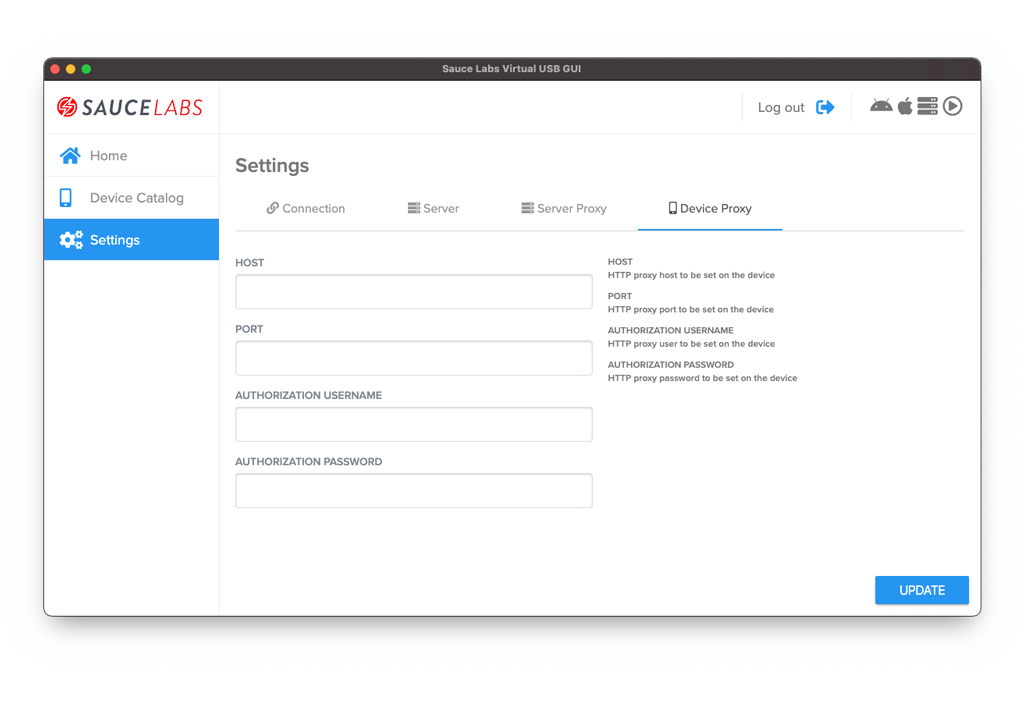 Sauce Labs Virtual USB GUI
SAUCELABS
Log out
Home
Device Catalog
Settings
Settings
Connection
Server
Server Proxy
Device Proxy
HOST
PORT
AUTHORIZATION USERNAME
AUTHORIZATION PASSWORD
HOST
HTTP proxy host to be set on the device
PORT
HTTP proxy port to be set on the device
AUTHORIZATION USERNAME
HTTP proxy user to be set on the device
AUTHORIZATION PASSWORD
HTTP proxy password to be set on the device
UPDATE